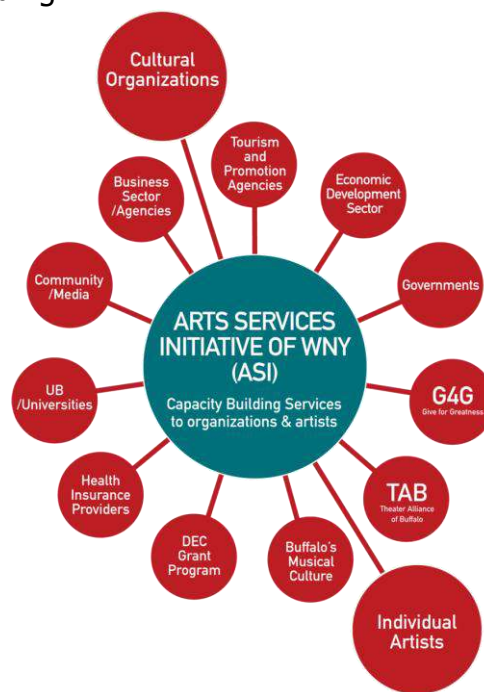 Cultural
Organizations
Tourism
and
Promotion
Agencies
Business
Sector
/Agencies
Economic
Development
Sector
Community
/Media
Governments
ARTS SERVICES
INITIATIVE OF WNY
(ASI)
Capacity Building Services
to organizations & artists
UB
/Universities
G4G
Give for Greatness
Health
Insurance
Providers
TAB
Theater Alliance
of Buffalo
DEC
Grant
Program
Buffalo's
Musical
Culture
Individual
Artists